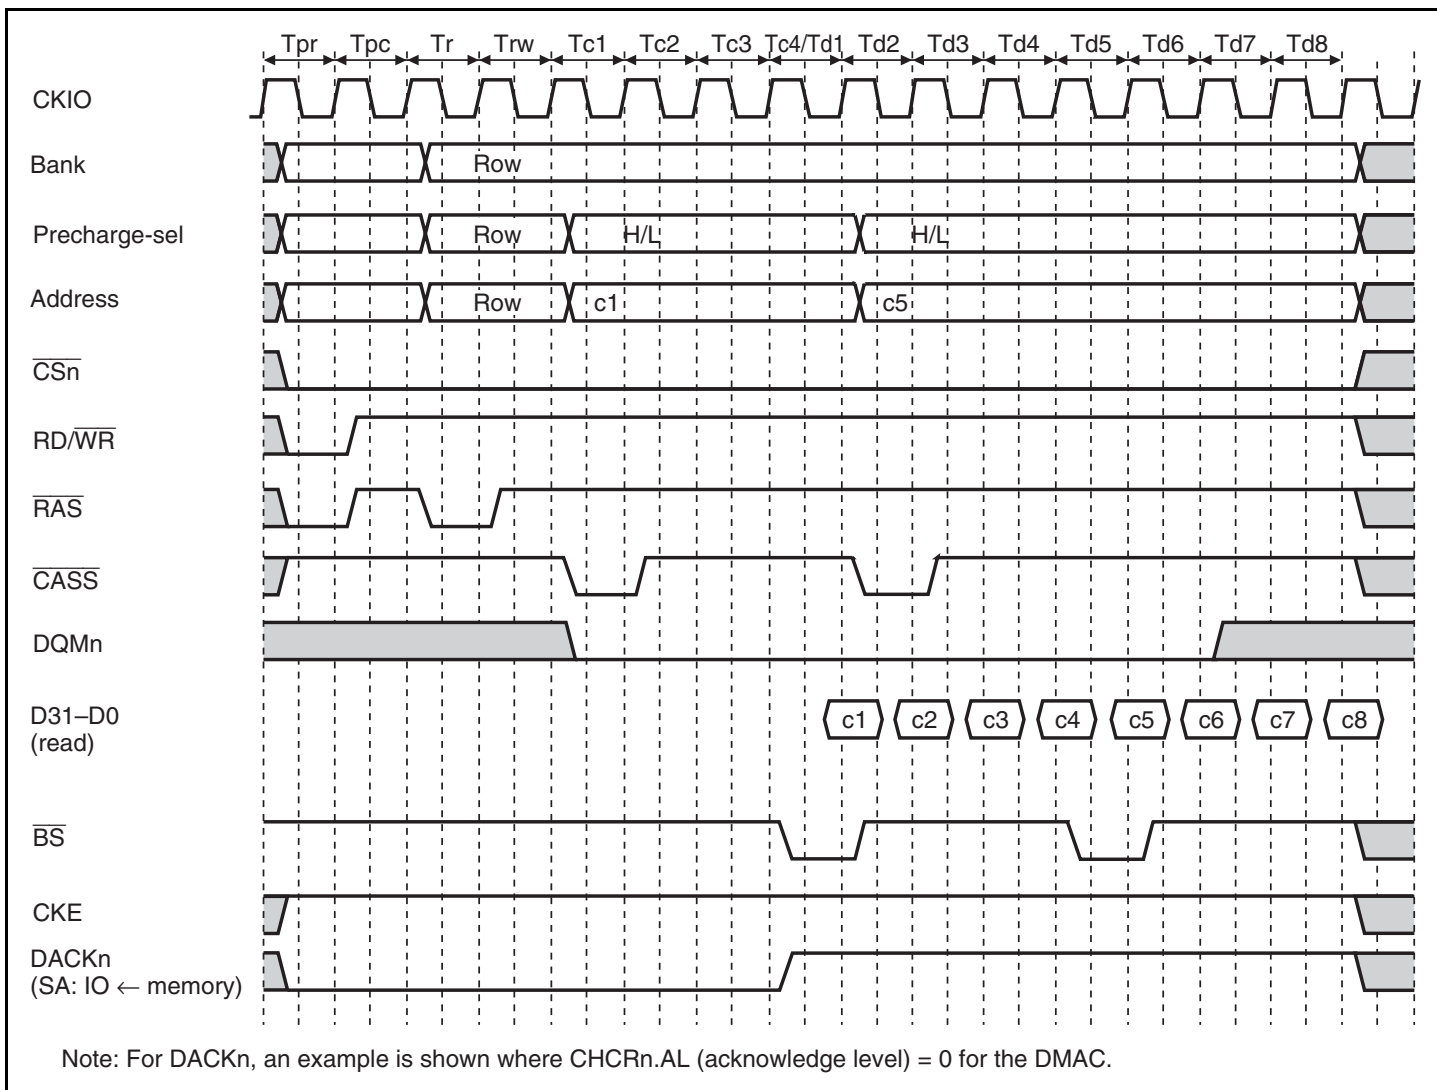 Tpr Tpc Tr Trw Tc1 Tc2 Tc3 Tc4/Td1 Td2 Td3 Td4 Td5 Td6 Td7 Td8
CKIO
Bank Row
Precharge-sel Row H/L H/L
Address Row c1 c5
CSn
RD/WR
RAS
CASS
DQMn
D31–D0 c1 c2 c3 c4 c5 c6 c7 c8
(read)
BS
CKE
DACKn
(SA: IO ← memory)
Note: For DACKn, an example is shown where CHCRn.AL (acknowledge level) = 0 for the DMAC.